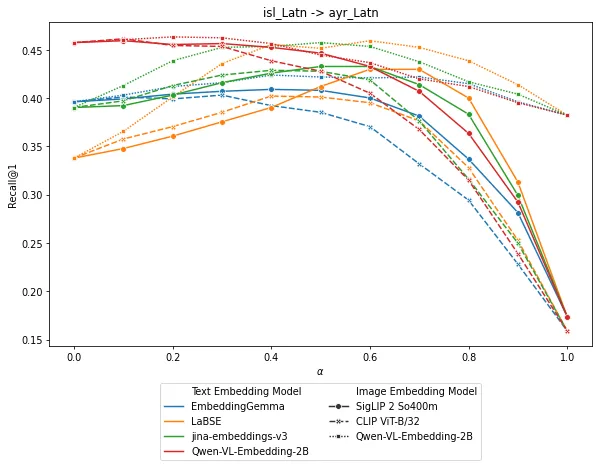 isl_Latn -> ayr_Latn
Recall@1
0.45
0.40
0.35
0.30
0.25
0.20
0.15
0.0
0.2
0.4
0.6
0.8
1.0
α
Text Embedding Model
EmbeddingGemma
LaBSE
jina-embeddings-v3
Qwen-VL-Embedding-2B
Image Embedding Model
SigLIP 2 So400m
CLIP ViT-B/32
Qwen-VL-Embedding-2B